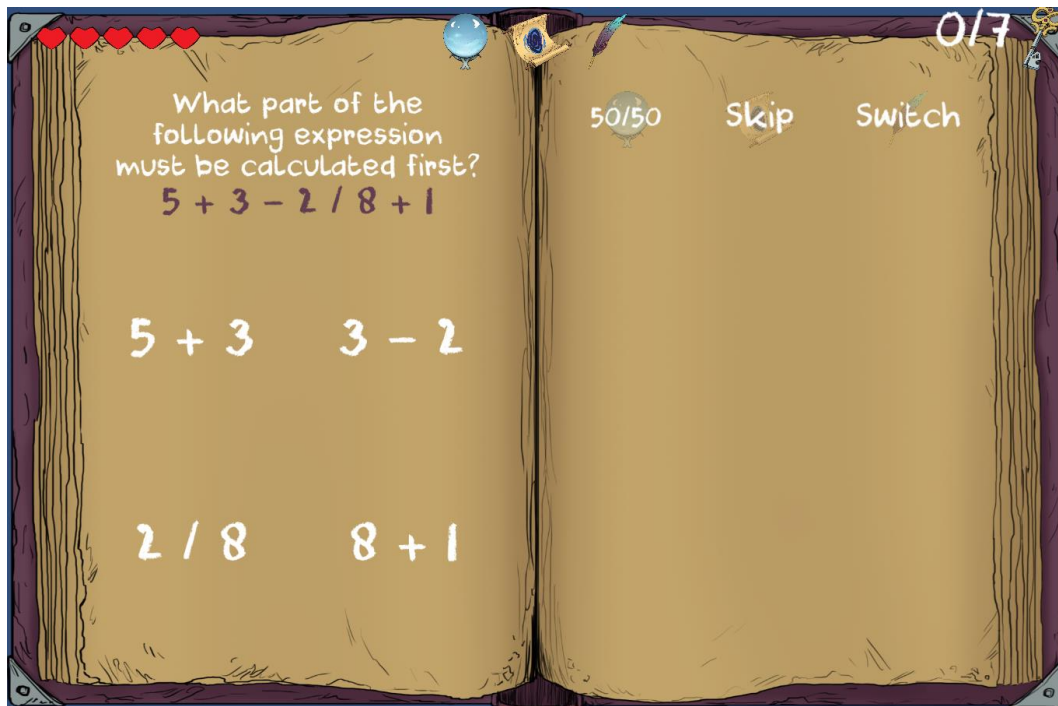 0/7
What part of the
following expression
must be calculated first?
5 + 3 - 2 / 8 + 1
5 + 3 3 - 2
2 / 8 8 + 1
50/50 Skip Switch